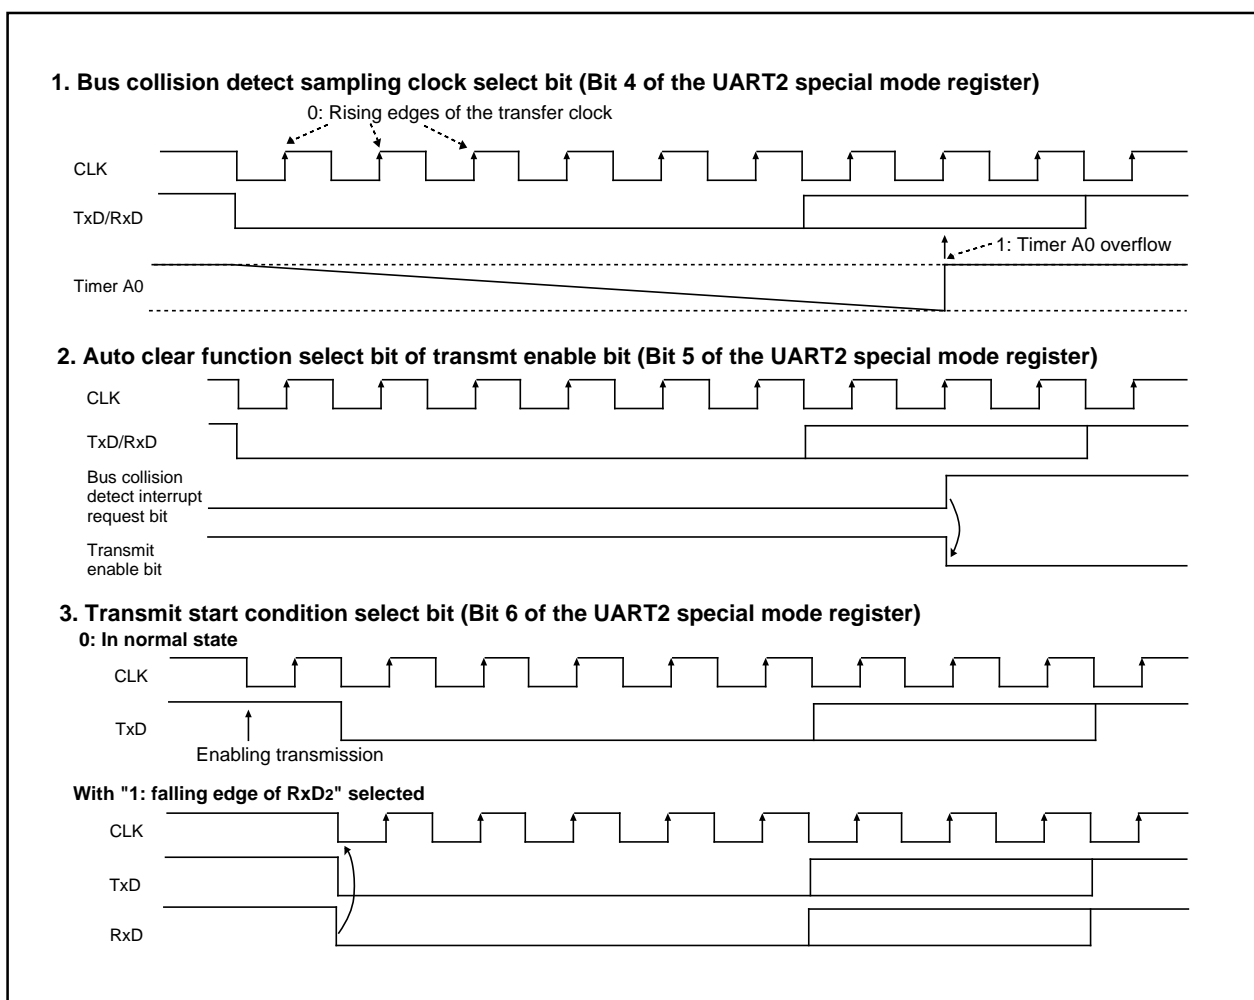 1. Bus collision detect sampling clock select bit (Bit 4 of the UART2 special mode register)
0: Rising edges of the transfer clock
CLK
TxD/RxD
1: Timer A0 overflow
Timer A0
2. Auto clear function select bit of transmt enable bit (Bit 5 of the UART2 special mode register)
CLK
TxD/RxD
Bus collision
detect interrupt
request bit
Transmit
enable bit
3. Transmit start condition select bit (Bit 6 of the UART2 special mode register)
0: In normal state
CLK
TxD
Enabling transmission
With "1: falling edge of RxD2" selected
CLK
TxD
RxD